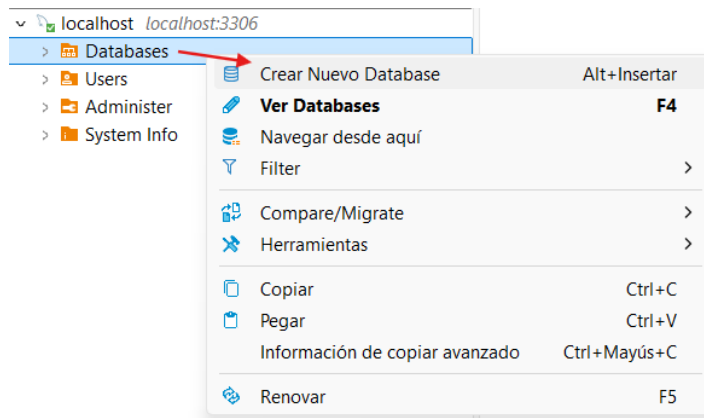 localhost localhost:3306
Databases
Users
Administer
System Info
Crear Nuevo Database Alt+Insertar
Ver Databases F4
Navegar desde aquí
Filter
Compare/Migrate
Herramientas
Copiar Ctrl+C
Pegar Ctrl+V
Información de copiar avanzado Ctrl+Mayús+C
Renovar F5